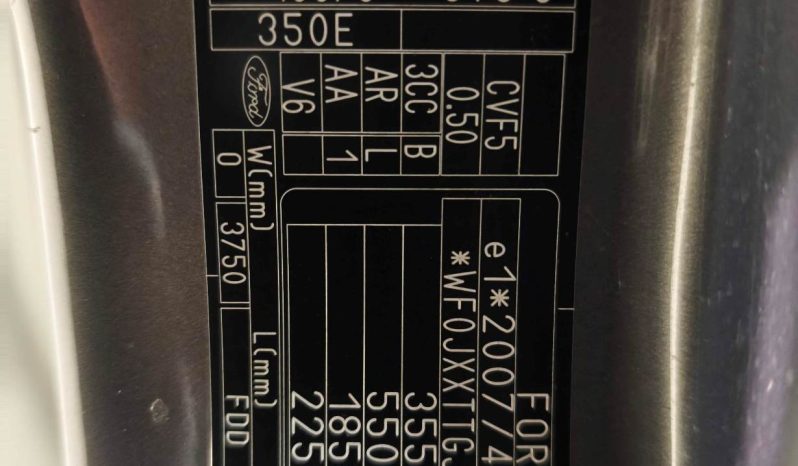 350E
FOR
CVF5 e1*2007/4
0.50 *WF0JXXTTG
3CC B 355
AR L 550
AA 1 185
V6 225
Ford W(mm) L(mm)
0 3750 FDD